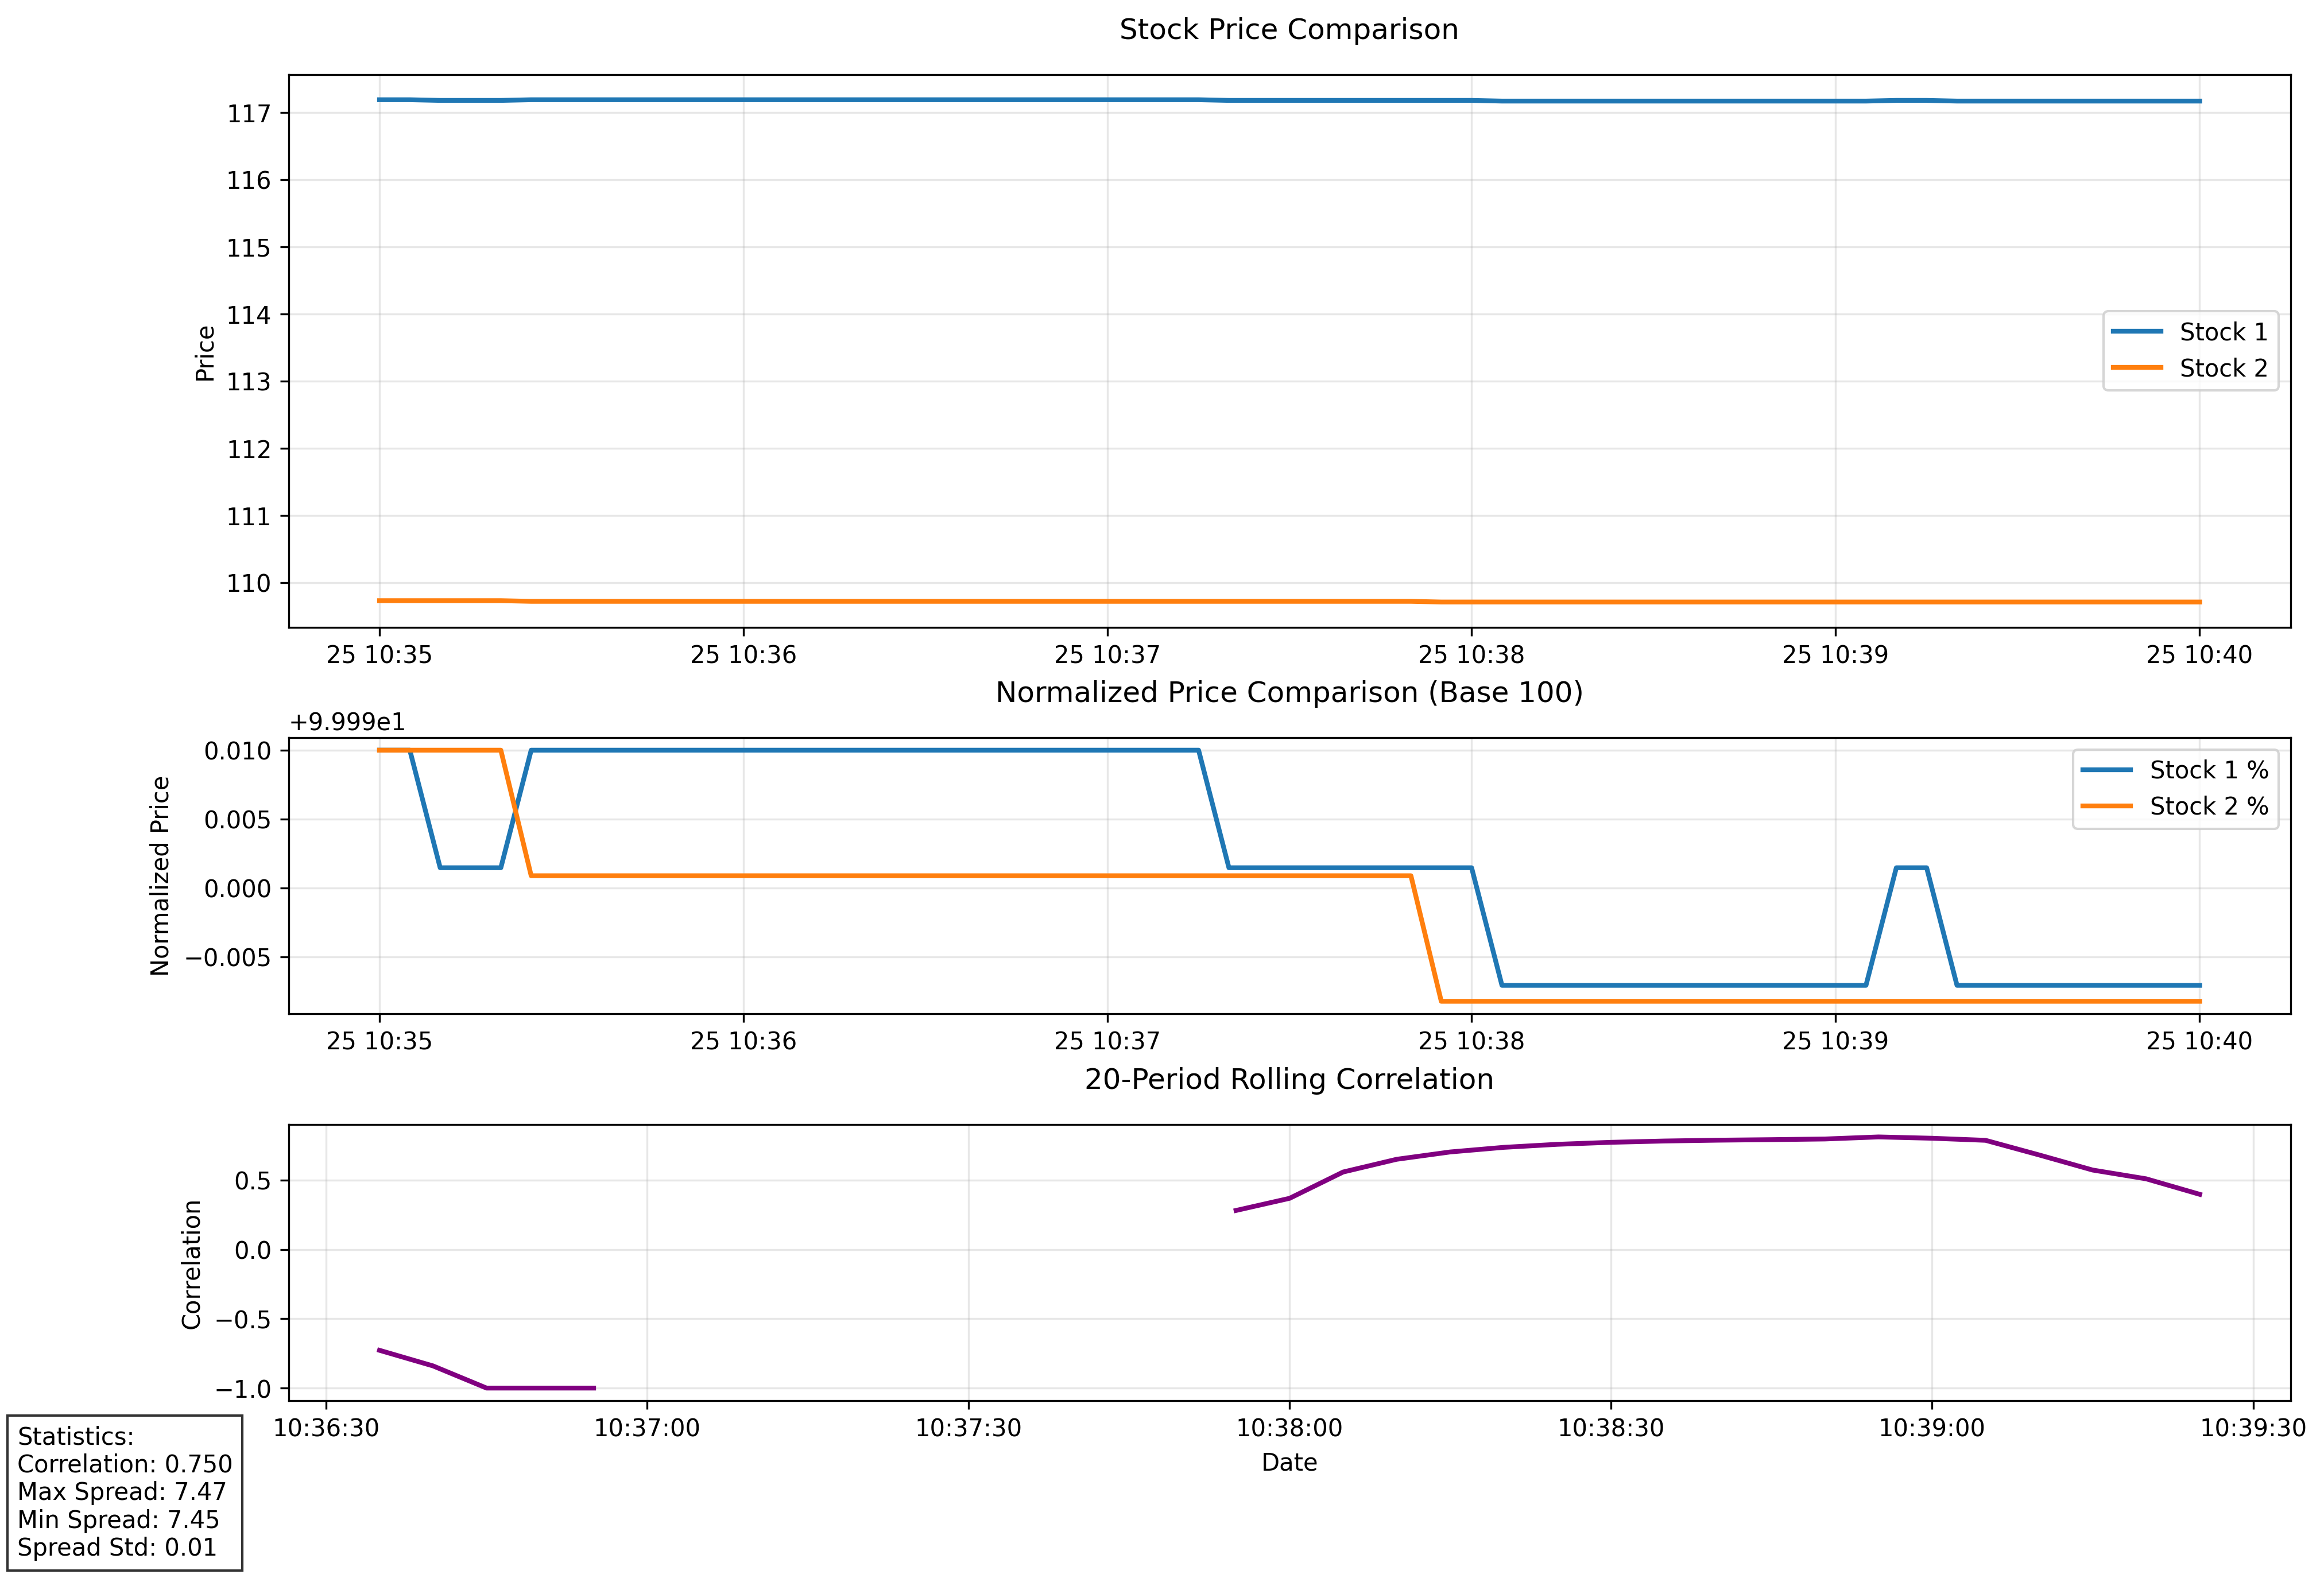 Stock Price Comparison
117
116
115
114
113
112
111
110
Price
Stock 1
Stock 2
25 10:35 25 10:36 25 10:37 25 10:38 25 10:39 25 10:40
Normalized Price Comparison (Base 100)
+9.999e1
0.010
0.005
0.000
−0.005
Normalized Price
Stock 1 %
Stock 2 %
25 10:35 25 10:36 25 10:37 25 10:38 25 10:39 25 10:40
20-Period Rolling Correlation
0.5
0.0
−0.5
−1.0
Correlation
10:36:30 10:37:00 10:37:30 10:38:00 10:38:30 10:39:00 10:39:30
Date
Statistics:
Correlation: 0.750
Max Spread: 7.47
Min Spread: 7.45
Spread Std: 0.01